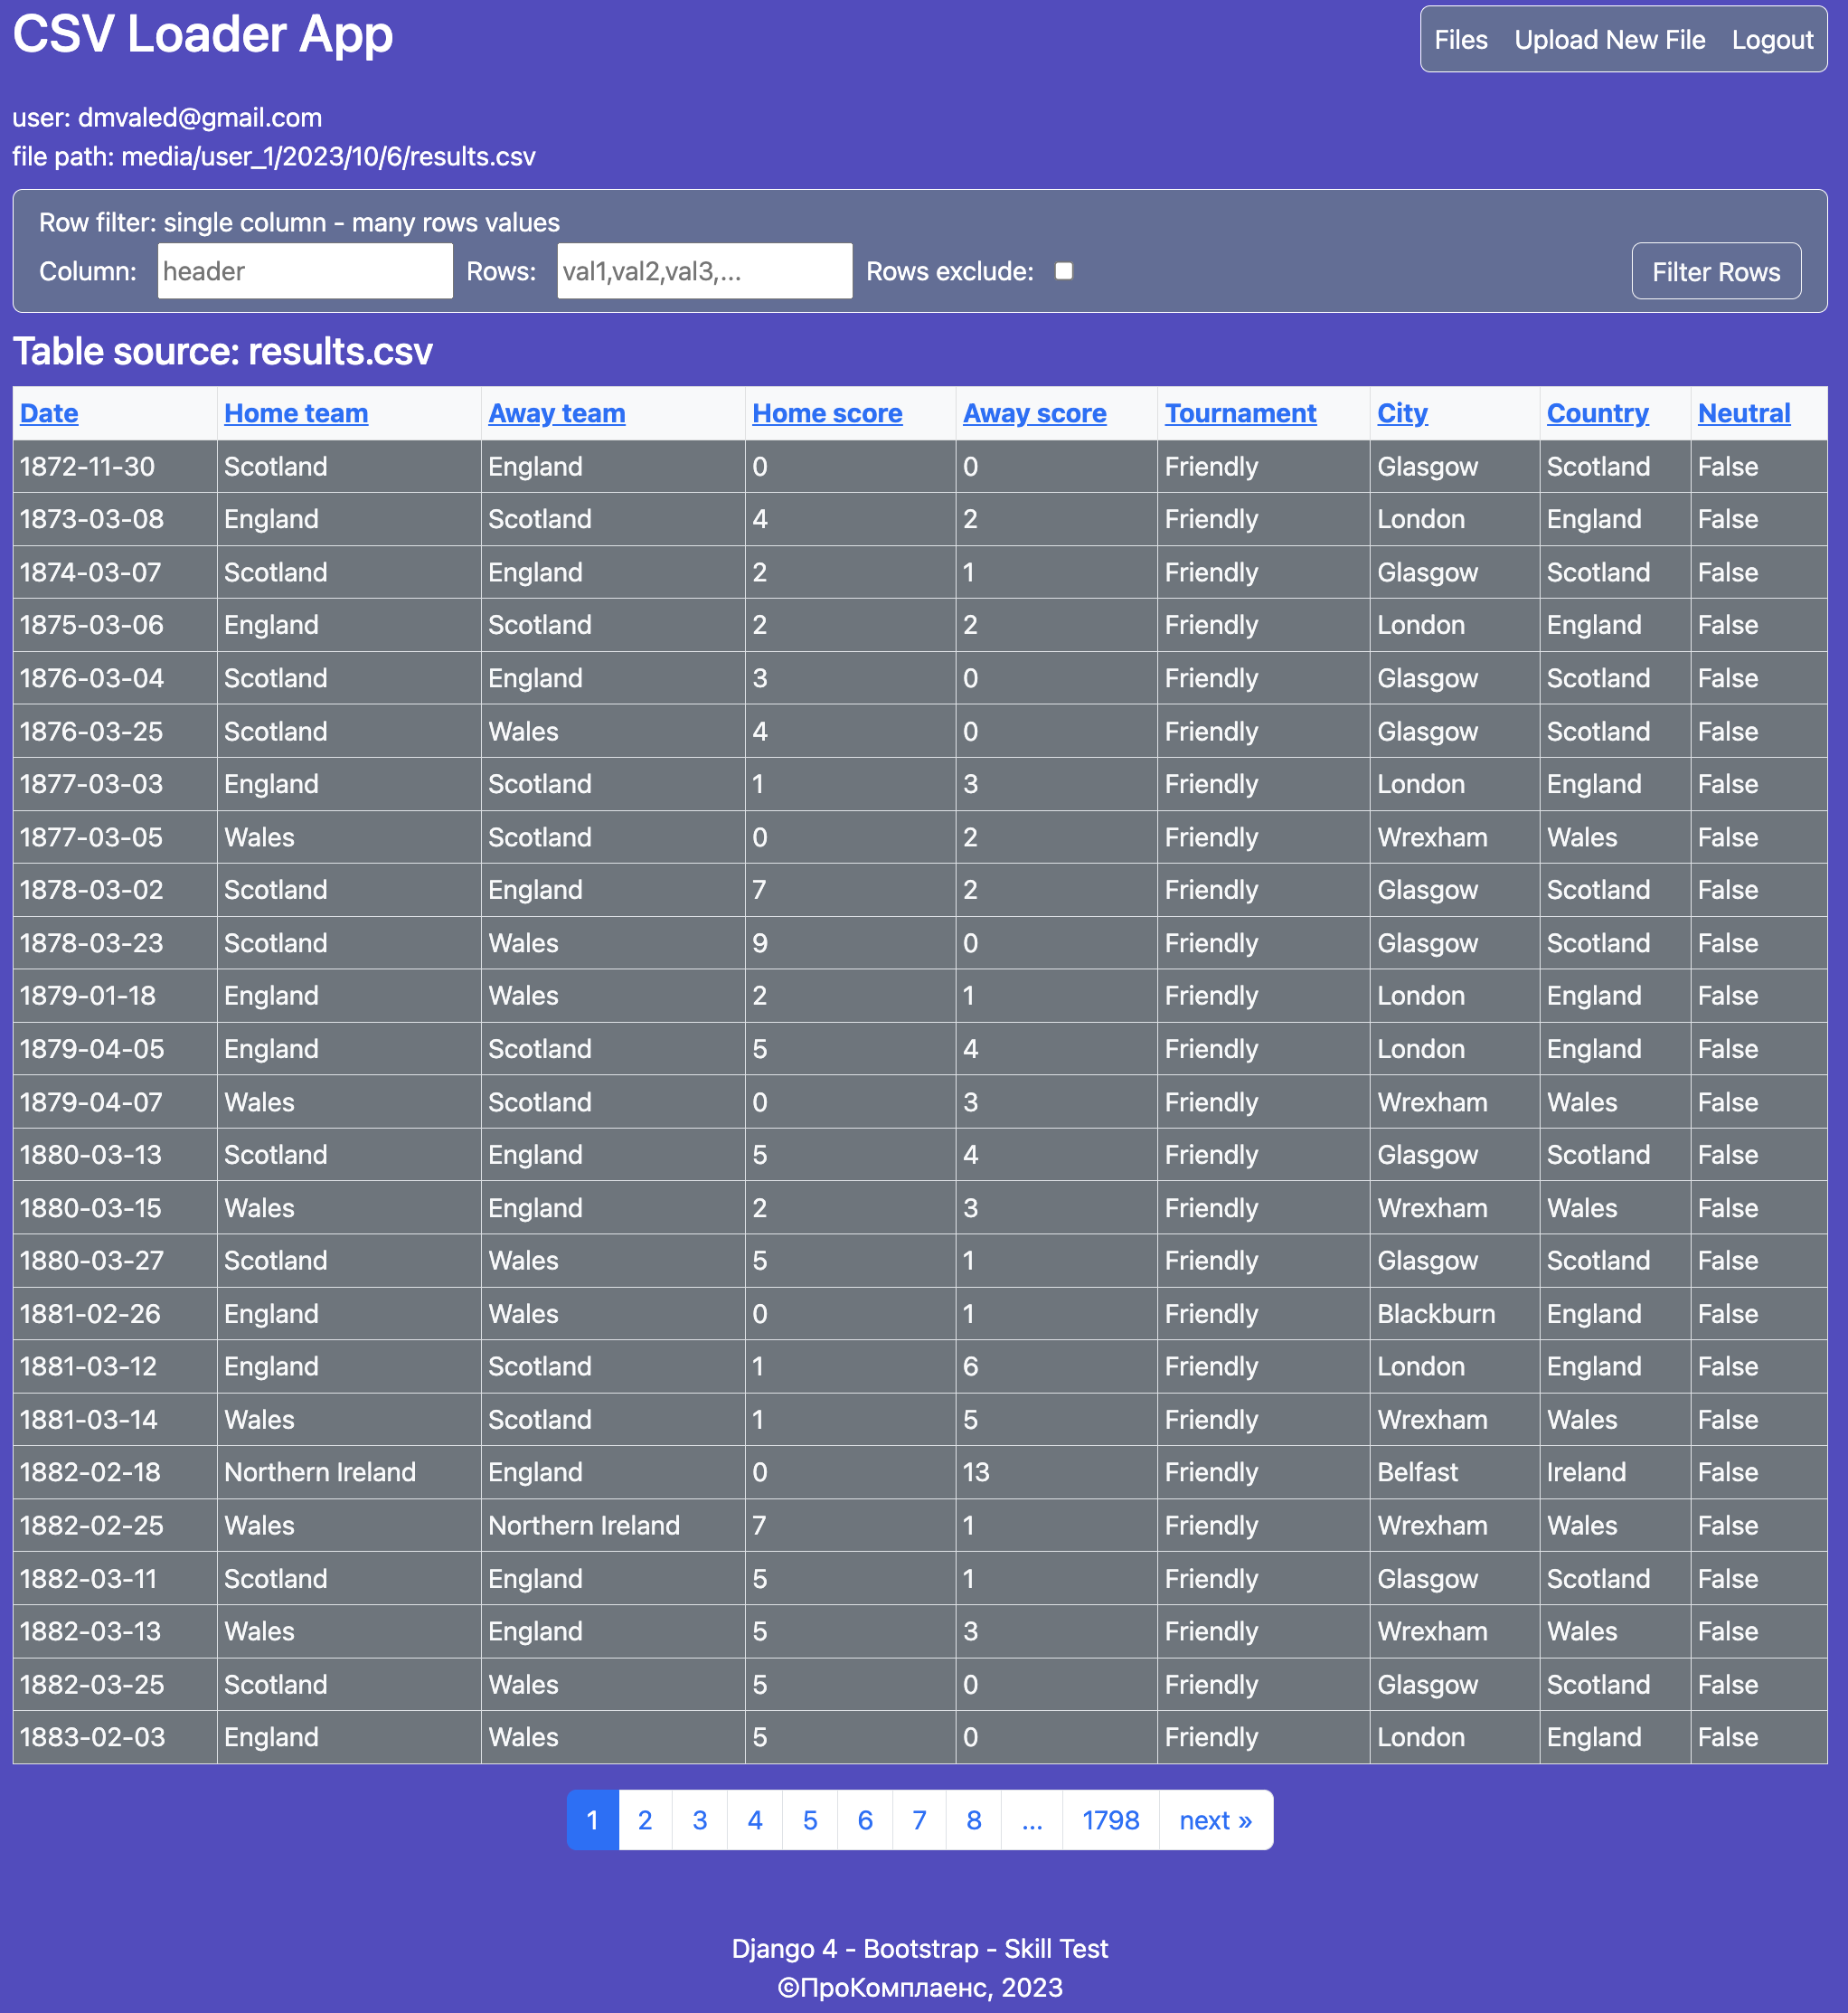 CSV Loader App
Files Upload New File Logout
user: dmvaled@gmail.com
file path: media/user_1/2023/10/6/results.csv
Row filter: single column - many rows values
Column: header Rows: val1,val2,val3,... Rows exclude: Filter Rows
Table source: results.csv
Date Home team Away team Home score Away score Tournament City Country Neutral
1872-11-30 Scotland England 0 0 Friendly Glasgow Scotland False
1873-03-08 England Scotland 4 2 Friendly London England False
1874-03-07 Scotland England 2 1 Friendly Glasgow Scotland False
1875-03-06 England Scotland 2 2 Friendly London England False
1876-03-04 Scotland England 3 0 Friendly Glasgow Scotland False
1876-03-25 Scotland Wales 4 0 Friendly Glasgow Scotland False
1877-03-03 England Scotland 1 3 Friendly London England False
1877-03-05 Wales Scotland 0 2 Friendly Wrexham Wales False
1878-03-02 Scotland England 7 2 Friendly Glasgow Scotland False
1878-03-23 Scotland Wales 9 0 Friendly Glasgow Scotland False
1879-01-18 England Wales 2 1 Friendly London England False
1879-04-05 England Scotland 5 4 Friendly London England False
1879-04-07 Wales Scotland 0 3 Friendly Wrexham Wales False
1880-03-13 Scotland England 5 4 Friendly Glasgow Scotland False
1880-03-15 Wales England 2 3 Friendly Wrexham Wales False
1880-03-27 Scotland Wales 5 1 Friendly Glasgow Scotland False
1881-02-26 England Wales 0 1 Friendly Blackburn England False
1881-03-12 England Scotland 1 6 Friendly London England False
1881-03-14 Wales Scotland 1 5 Friendly Wrexham Wales False
1882-02-18 Northern Ireland England 0 13 Friendly Belfast Ireland False
1882-02-25 Wales Northern Ireland 7 1 Friendly Wrexham Wales False
1882-03-11 Scotland England 5 1 Friendly Glasgow Scotland False
1882-03-13 Wales England 5 3 Friendly Wrexham Wales False
1882-03-25 Scotland Wales 5 0 Friendly Glasgow Scotland False
1883-02-03 England Wales 5 0 Friendly London England False
1 2 3 4 5 6 7 8 ... 1798 next »
Django 4 - Bootstrap - Skill Test
©ПроКомплаенс, 2023